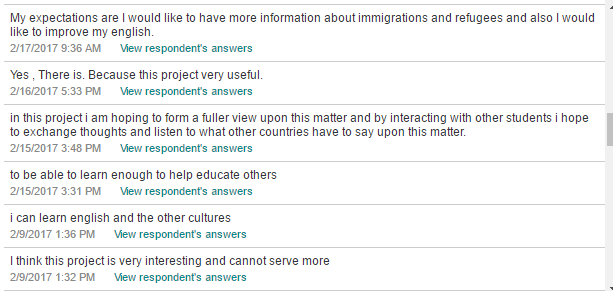 My expectations are I would like to have more information about immigrations and refugees and also I would
like to improve my english.
2/17/2017 9:36 AM View respondent's answers
Yes , There is. Because this project very useful.
2/16/2017 5:33 PM View respondent's answers
in this project i am hoping to form a fuller view upon this matter and by interacting with other students i hope
to exchange thoughts and listen to what other countries have to say upon this matter.
2/15/2017 3:48 PM View respondent's answers
to be able to learn enough to help educate others
2/15/2017 3:31 PM View respondent's answers
i can learn english and the other cultures
2/9/2017 1:36 PM View respondent's answers
I think this project is very interesting and cannot serve more
2/9/2017 1:32 PM View respondent's answers